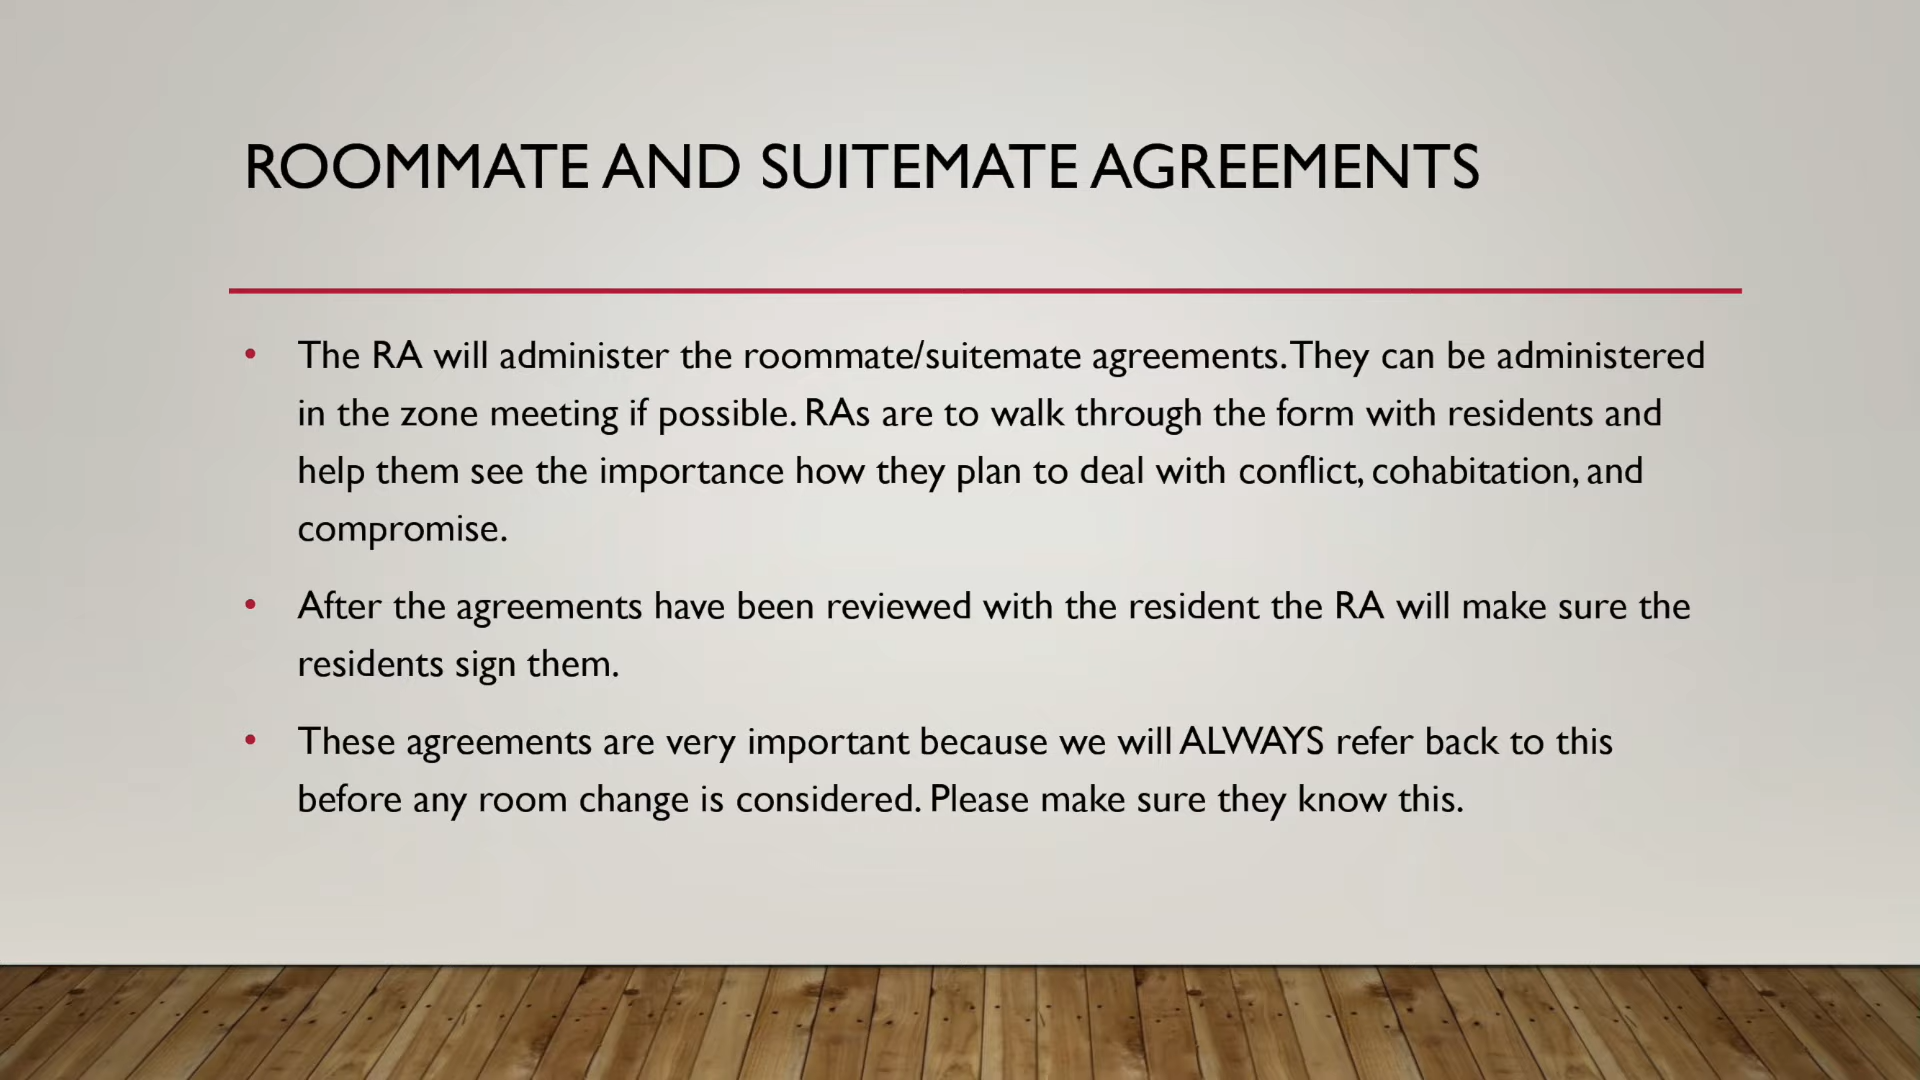 ROOMMATE AND SUITEMATE AGREEMENTS
• The RA will administer the roommate/suitemate agreements. They can be administered
in the zone meeting if possible. RAs are to walk through the form with residents and
help them see the importance how they plan to deal with conflict, cohabitation, and
compromise.
• After the agreements have been reviewed with the resident the RA will make sure the
residents sign them.
• These agreements are very important because we will ALWAYS refer back to this
before any room change is considered. Please make sure they know this.